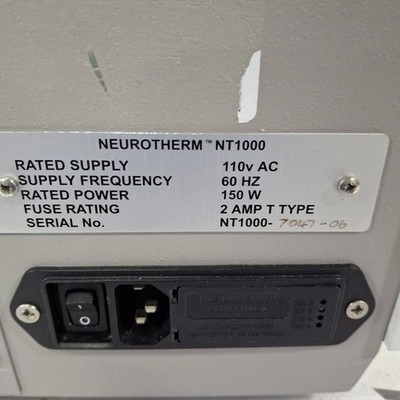 NEUROTHERM™ NT1000
RATED SUPPLY 110v AC
SUPPLY FREQUENCY 60 HZ
RATED POWER 150 W
FUSE RATING 2 AMP T TYPE
SERIAL No. NT1000-7047-06
O